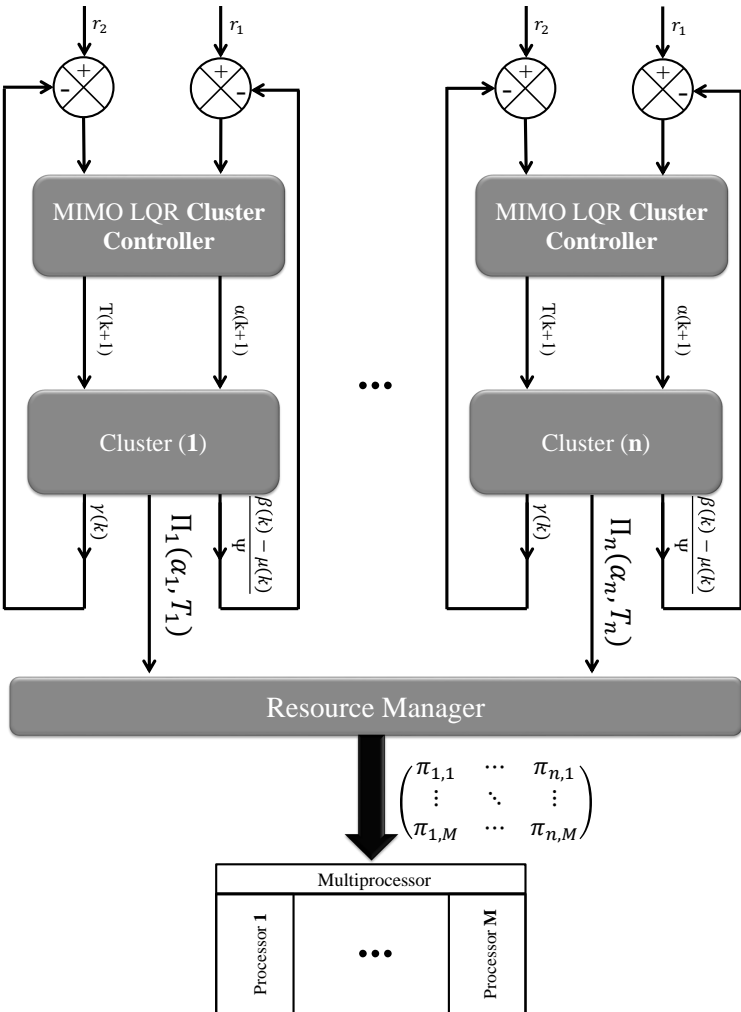 r₂
r₁
r₂
r₁
+
-
+
-
+
-
+
-
MIMO LQR Cluster
Controller
MIMO LQR Cluster
Controller
T(k+1)
α(k+1)
T(k+1)
α(k+1)
•••
Cluster (1)
Cluster (n)
γ(k)
Π₁(α₁, T₁)
β(k) − μ(k)
Ψ
γ(k)
Πₙ(αₙ, Tₙ)
β(k) − μ(k)
Ψ
Resource Manager
π₁,₁ ⋯ πₙ,₁
⋮ ⋱ ⋮
π₁,M ⋯ πₙ,M
Multiprocessor
Processor 1
•••
Processor M